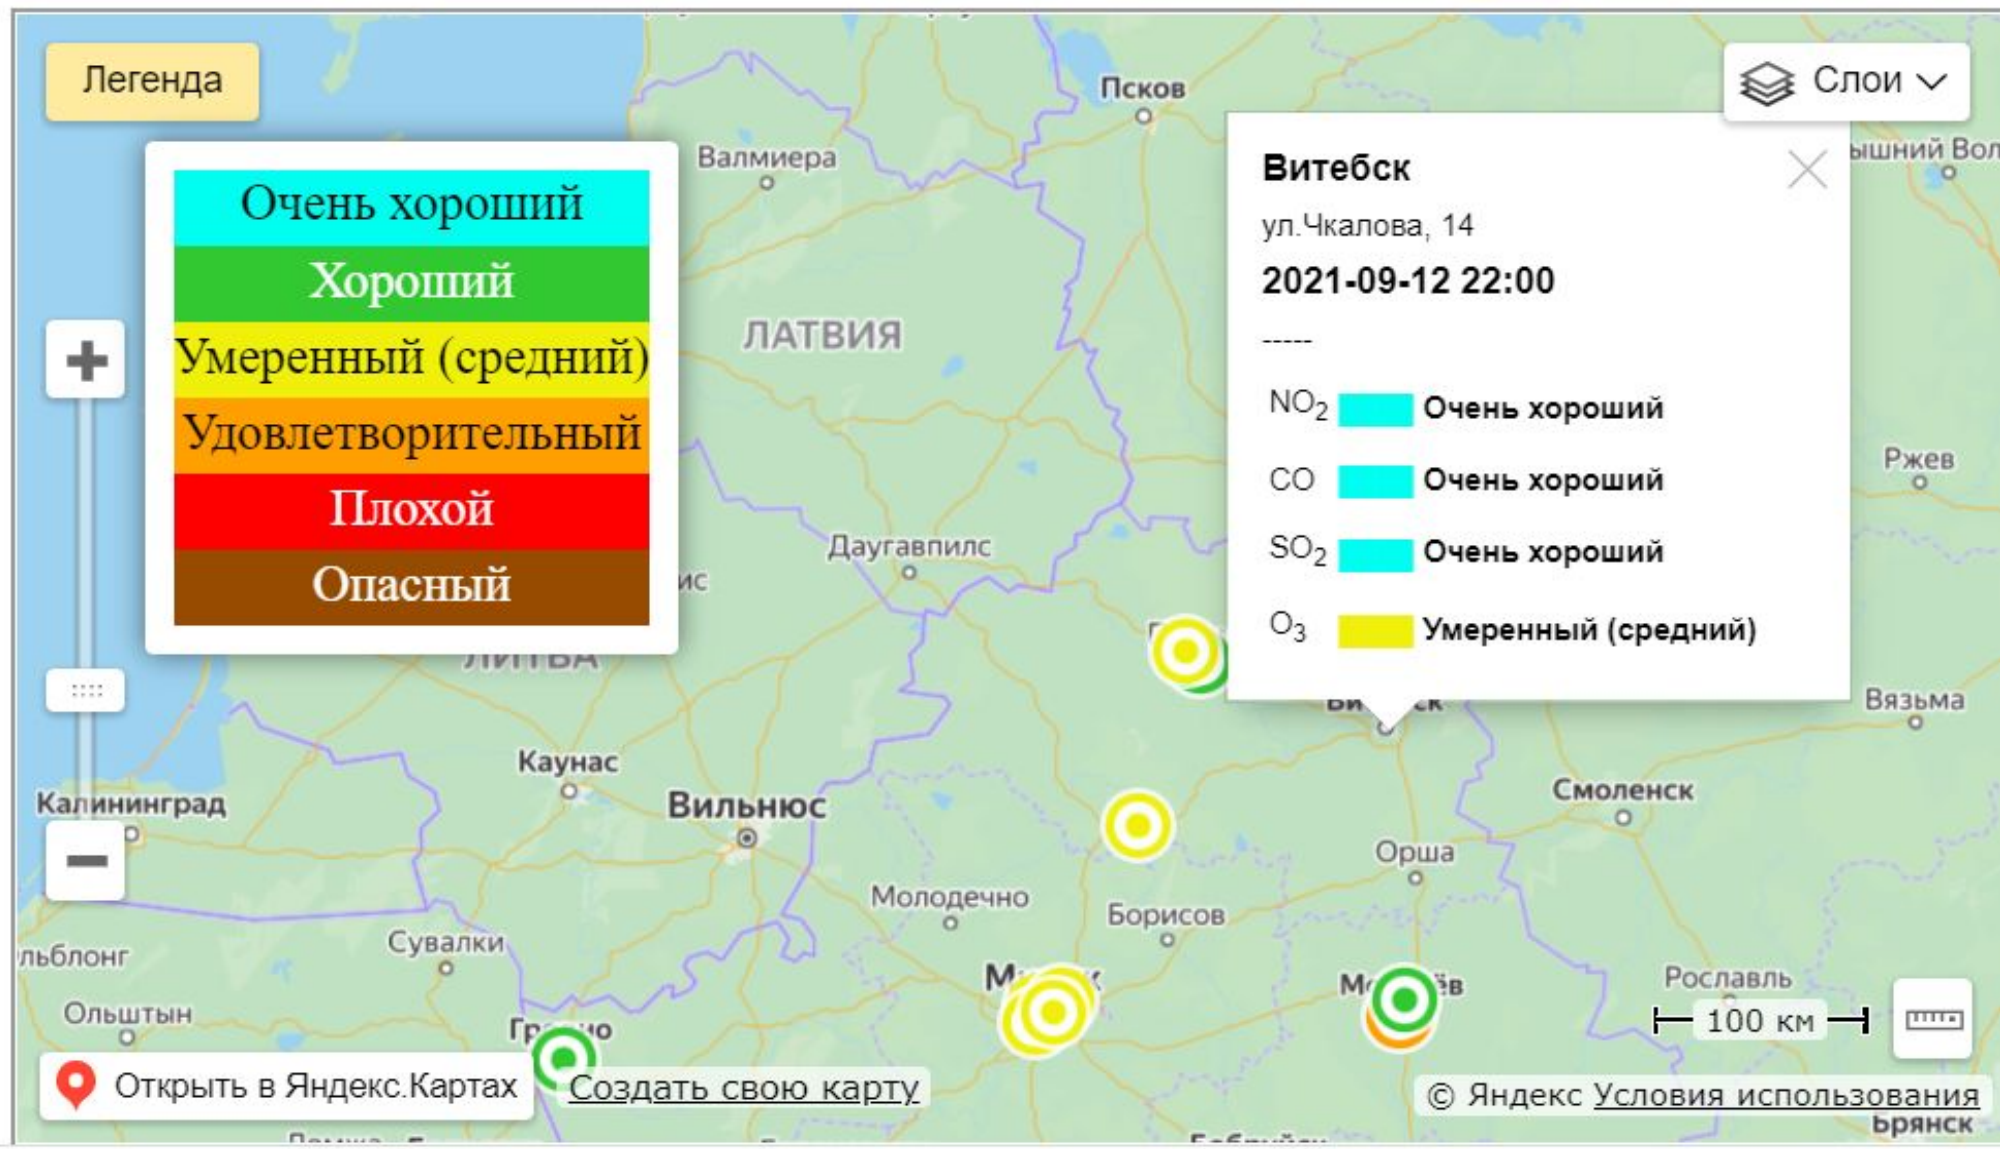 Легенда
Слои
Очень хороший
Хороший
Умеренный (средний)
Удовлетворительный
Плохой
Опасный
Витебск
ул.Чкалова, 14
2021-09-12 22:00
-----
NO₂ Очень хороший
CO Очень хороший
SO₂ Очень хороший
O₃ Умеренный (средний)
Псков
Валмиера
ЛАТВИЯ
Ржев
Даугавпилс
ЛИТВА
Вязьма
Каунас
Вильнюс
Калининград
Смоленск
Орша
Молодечно
Борисов
Сувалки
Рославль
Ольштын
100 км
Открыть в Яндекс.Картах
Создать свою карту
© Яндекс Условия использования
Брянск